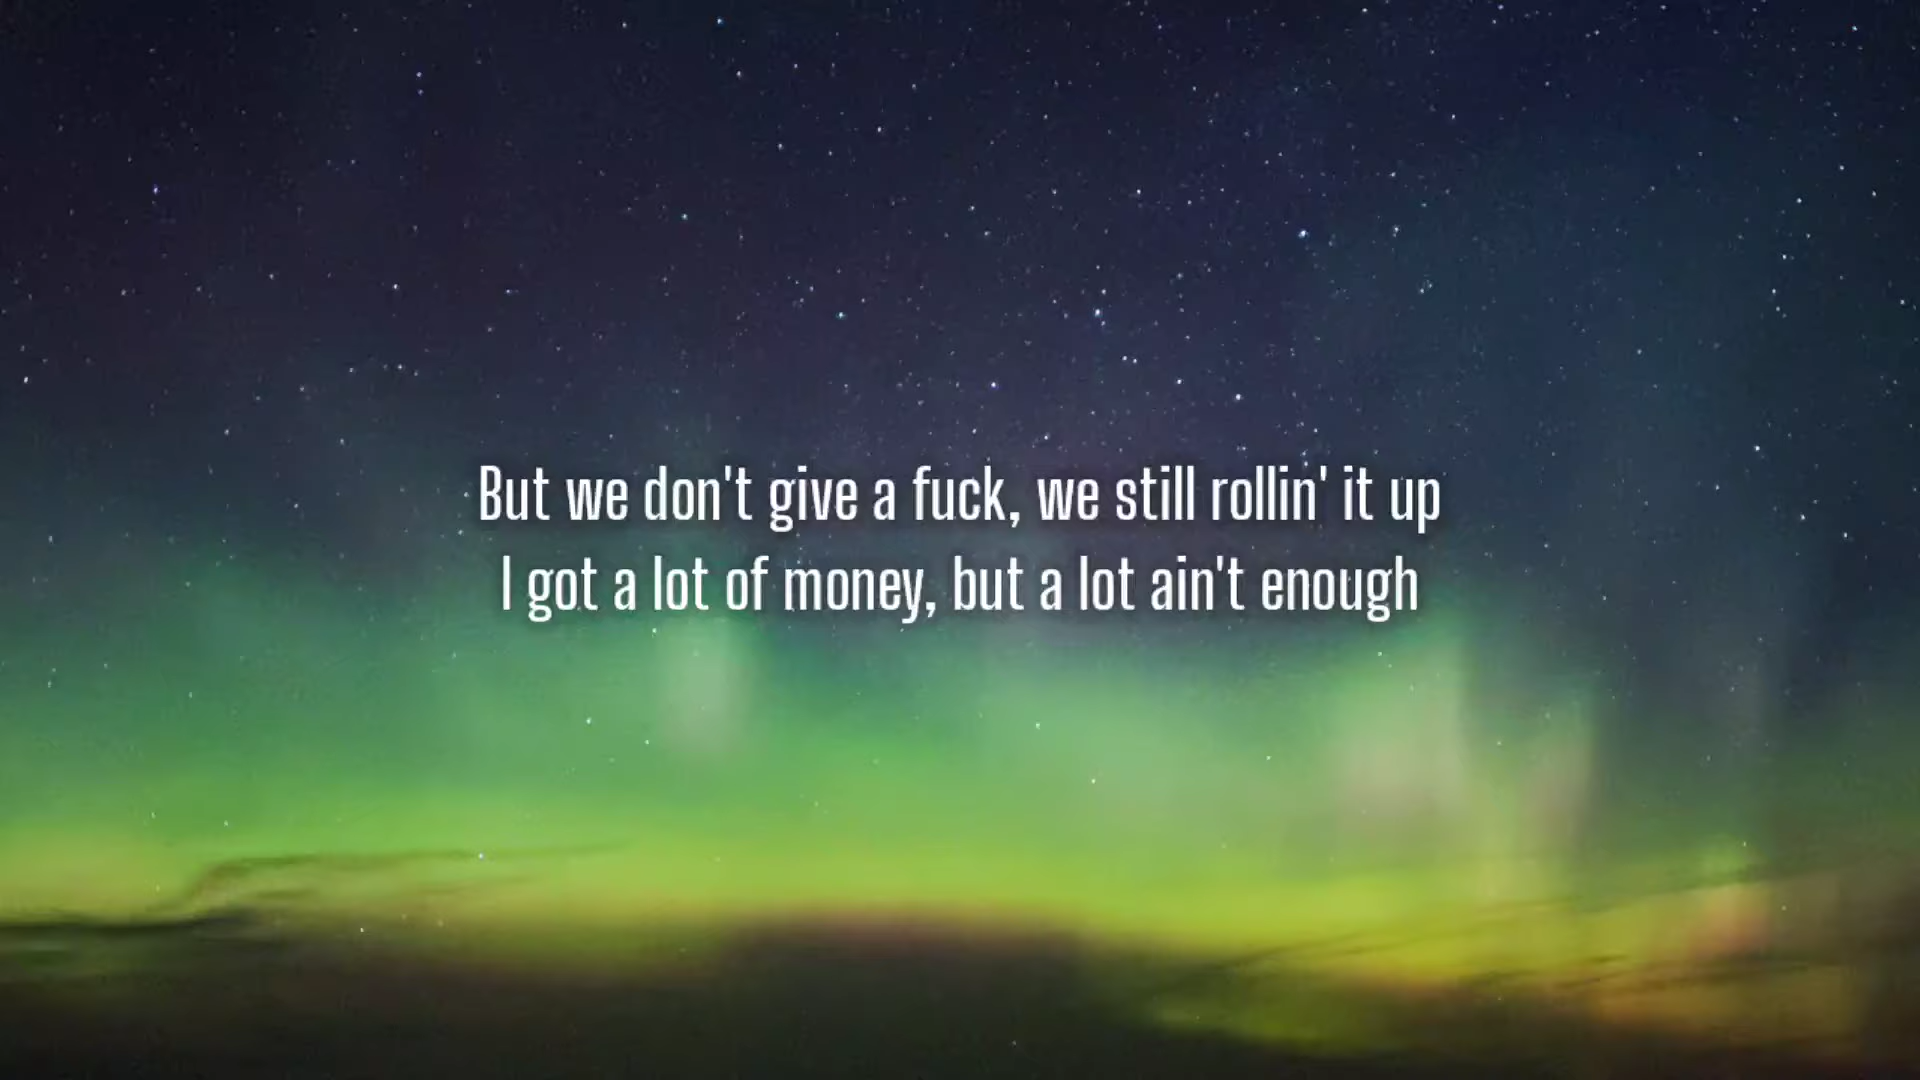 But we don't give a fuck, we still rollin' it up
I got a lot of money, but a lot ain't enough